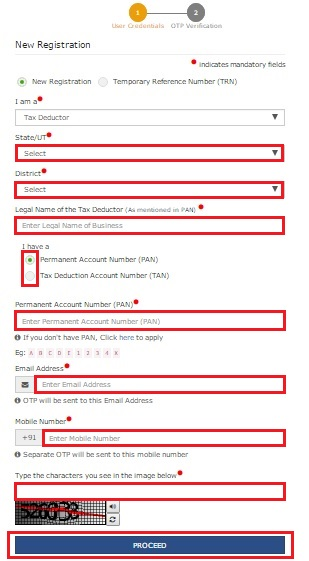 1 2
User Credentials OTP Verification
New Registration
• indicates mandatory fields
New Registration Temporary Reference Number (TRN)
I am a•
Tax Deductor
State/UT•
Select
District•
Select
Legal Name of the Tax Deductor (As mentioned in PAN) •
Enter Legal Name of Business
I have a
Permanent Account Number (PAN)
Tax Deduction Account Number (TAN)
Permanent Account Number (PAN)•
Enter Permanent Account Number (PAN)
If you don't have PAN, Click here to apply
Eg: A B C D E 1 2 3 4 X
Email Address•
Enter Email Address
OTP will be sent to this Email Address
Mobile Number•
+91 Enter Mobile Number
Separate OTP will be sent to this mobile number
Type the characters you see in the image below•
PROCEED